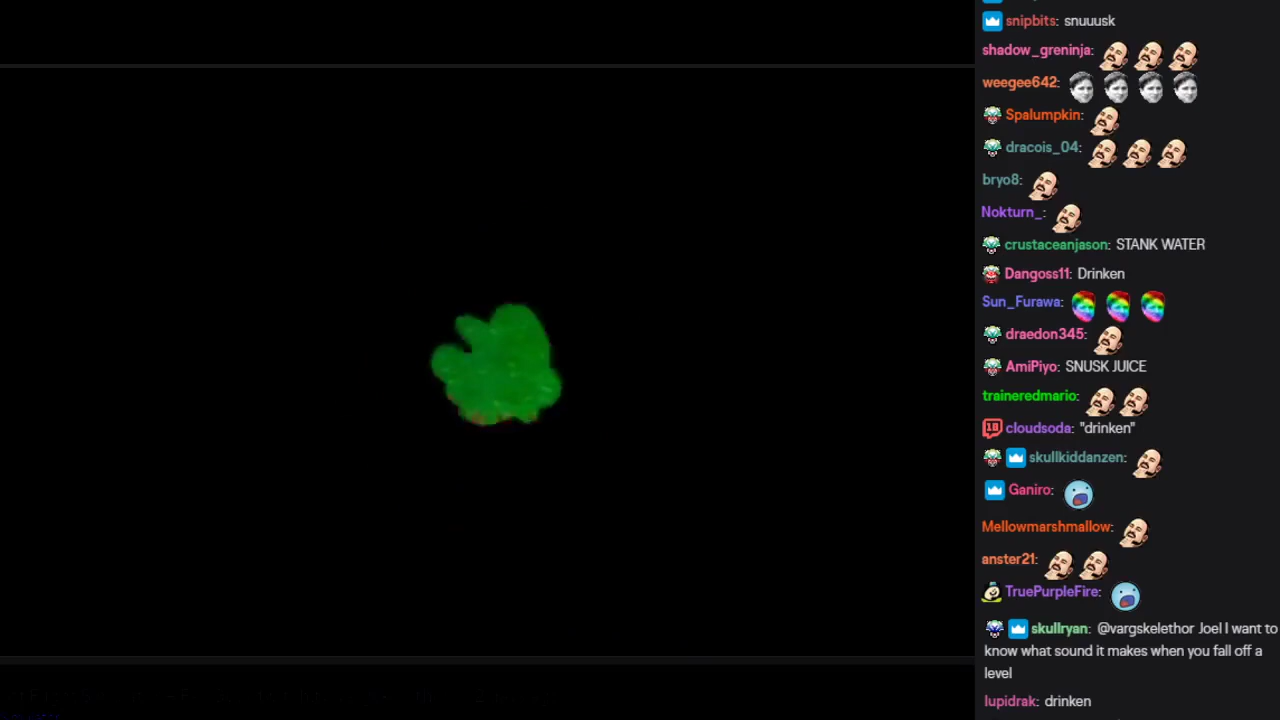 snipbits: snuuusk
shadow_greninja:
weegee642:
Spalumpkin:
dracois_04:
bryo8:
Nokturn_:
crustaceanjason: STANK WATER
Dangoss11: Drinken
Sun_Furawa:
draedon345:
AmiPiyo: SNUSK JUICE
traineredmario:
cloudsoda: "drinken"
skullkiddanzen:
Ganiro:
Mellowmarshmallow:
anster21:
TruePurpleFire:
skullryan: @vargskelethor Joel I want to
know what sound it makes when you fall off a
level
lupidrak: drinken